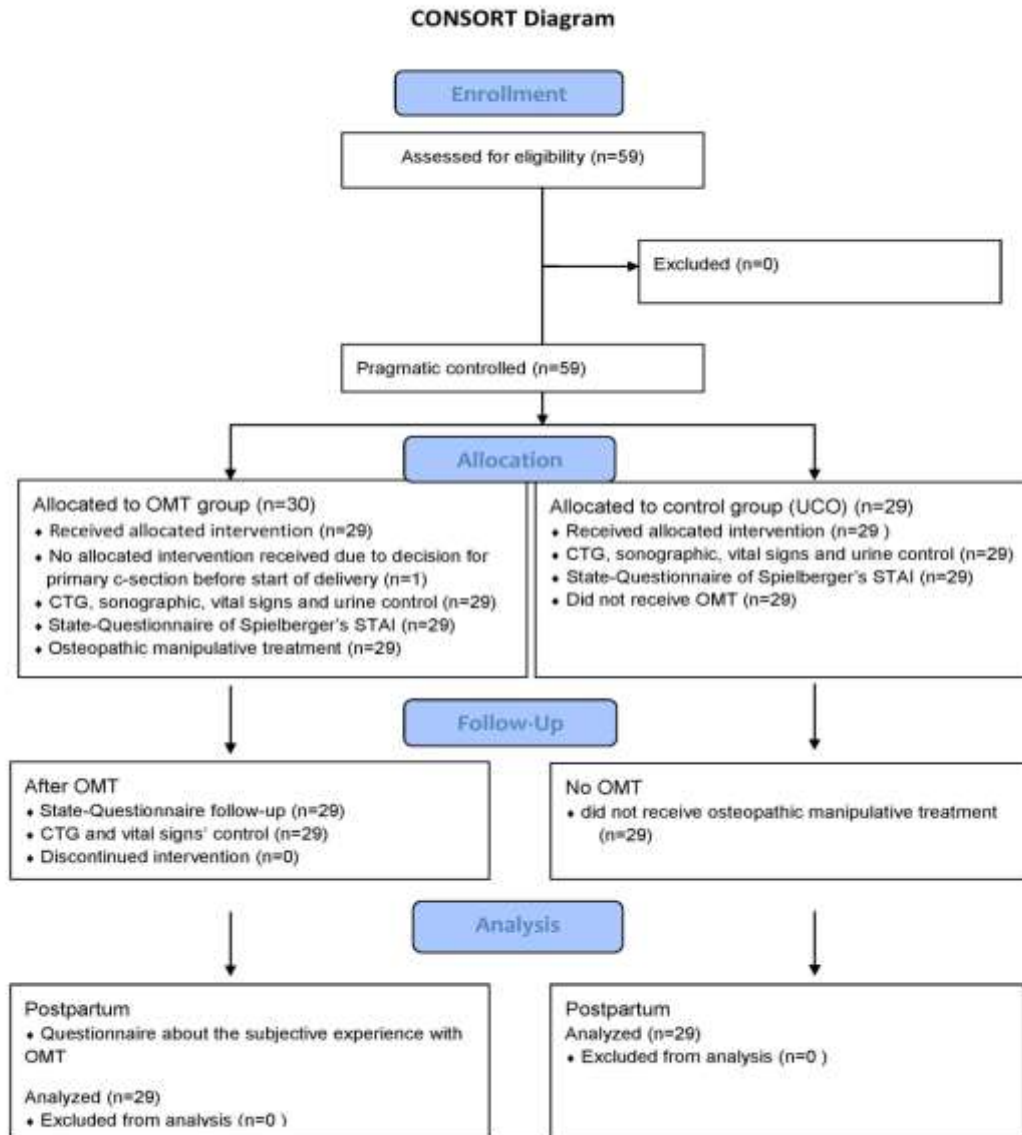 CONSORT Diagram
Enrollment
Assessed for eligibility (n=59)
Excluded (n=0)
Pragmatic controlled (n=59)
Allocation
Allocated to OMT group (n=30)
⬧ Received allocated intervention (n=29)
⬧ No allocated intervention received due to decision for
primary c-section before start of delivery (n=1)
⬧ CTG, sonographic, vital signs and urine control (n=29)
⬧ State-Questionnaire of Spielberger's STAI (n=29)
⬧ Osteopathic manipulative treatment (n=29)
Allocated to control group (UCO) (n=29)
⬧ Received allocated intervention (n=29 )
⬧ CTG, sonographic, vital signs and urine control (n=29)
⬧ State-Questionnaire of Spielberger's STAI (n=29)
⬧ Did not receive OMT (n=29)
Follow-Up
After OMT
⬧ State-Questionnaire follow-up (n=29)
⬧ CTG and vital signs' control (n=29)
⬧ Discontinued intervention (n=0)
No OMT
⬧ did not receive osteopathic manipulative treatment
(n=29)
Analysis
Postpartum
⬧ Questionnaire about the subjective experience with
OMT
Analyzed (n=29)
⬧ Excluded from analysis (n=0 )
Postpartum
Analyzed (n=29)
⬧ Excluded from analysis (n=0 )